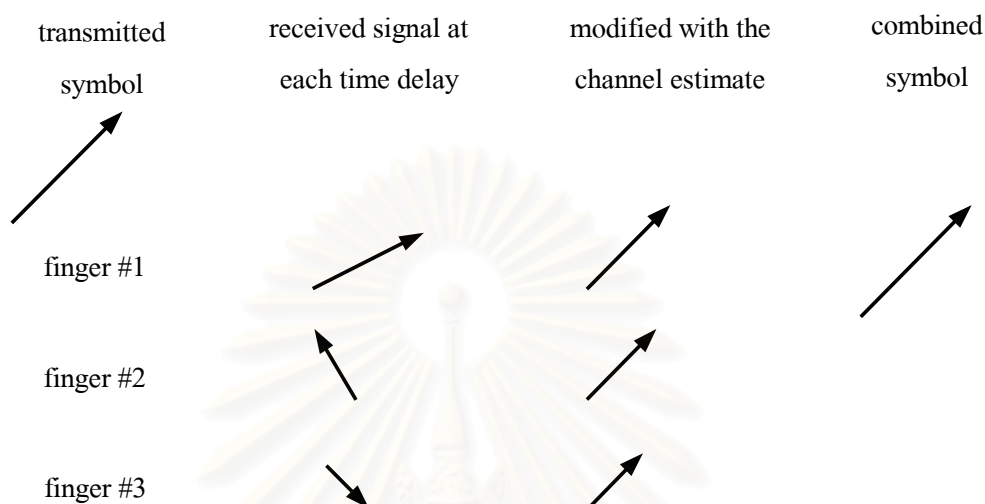 transmitted
symbol
received signal at
each time delay
modified with the
channel estimate
combined
symbol
finger #1
finger #2
finger #3